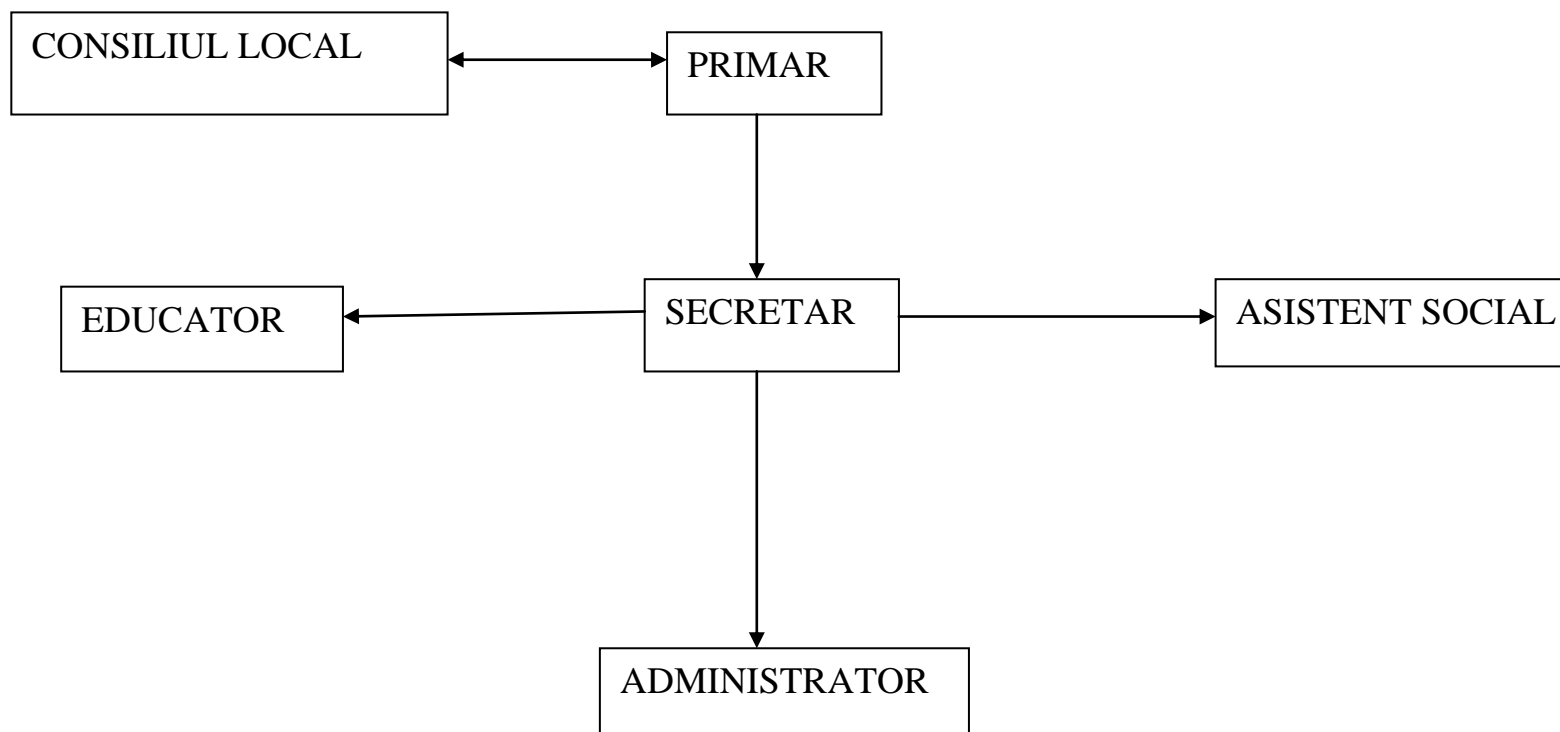 CONSILIUL LOCAL
PRIMAR
EDUCATOR
SECRETAR
ASISTENT SOCIAL
ADMINISTRATOR